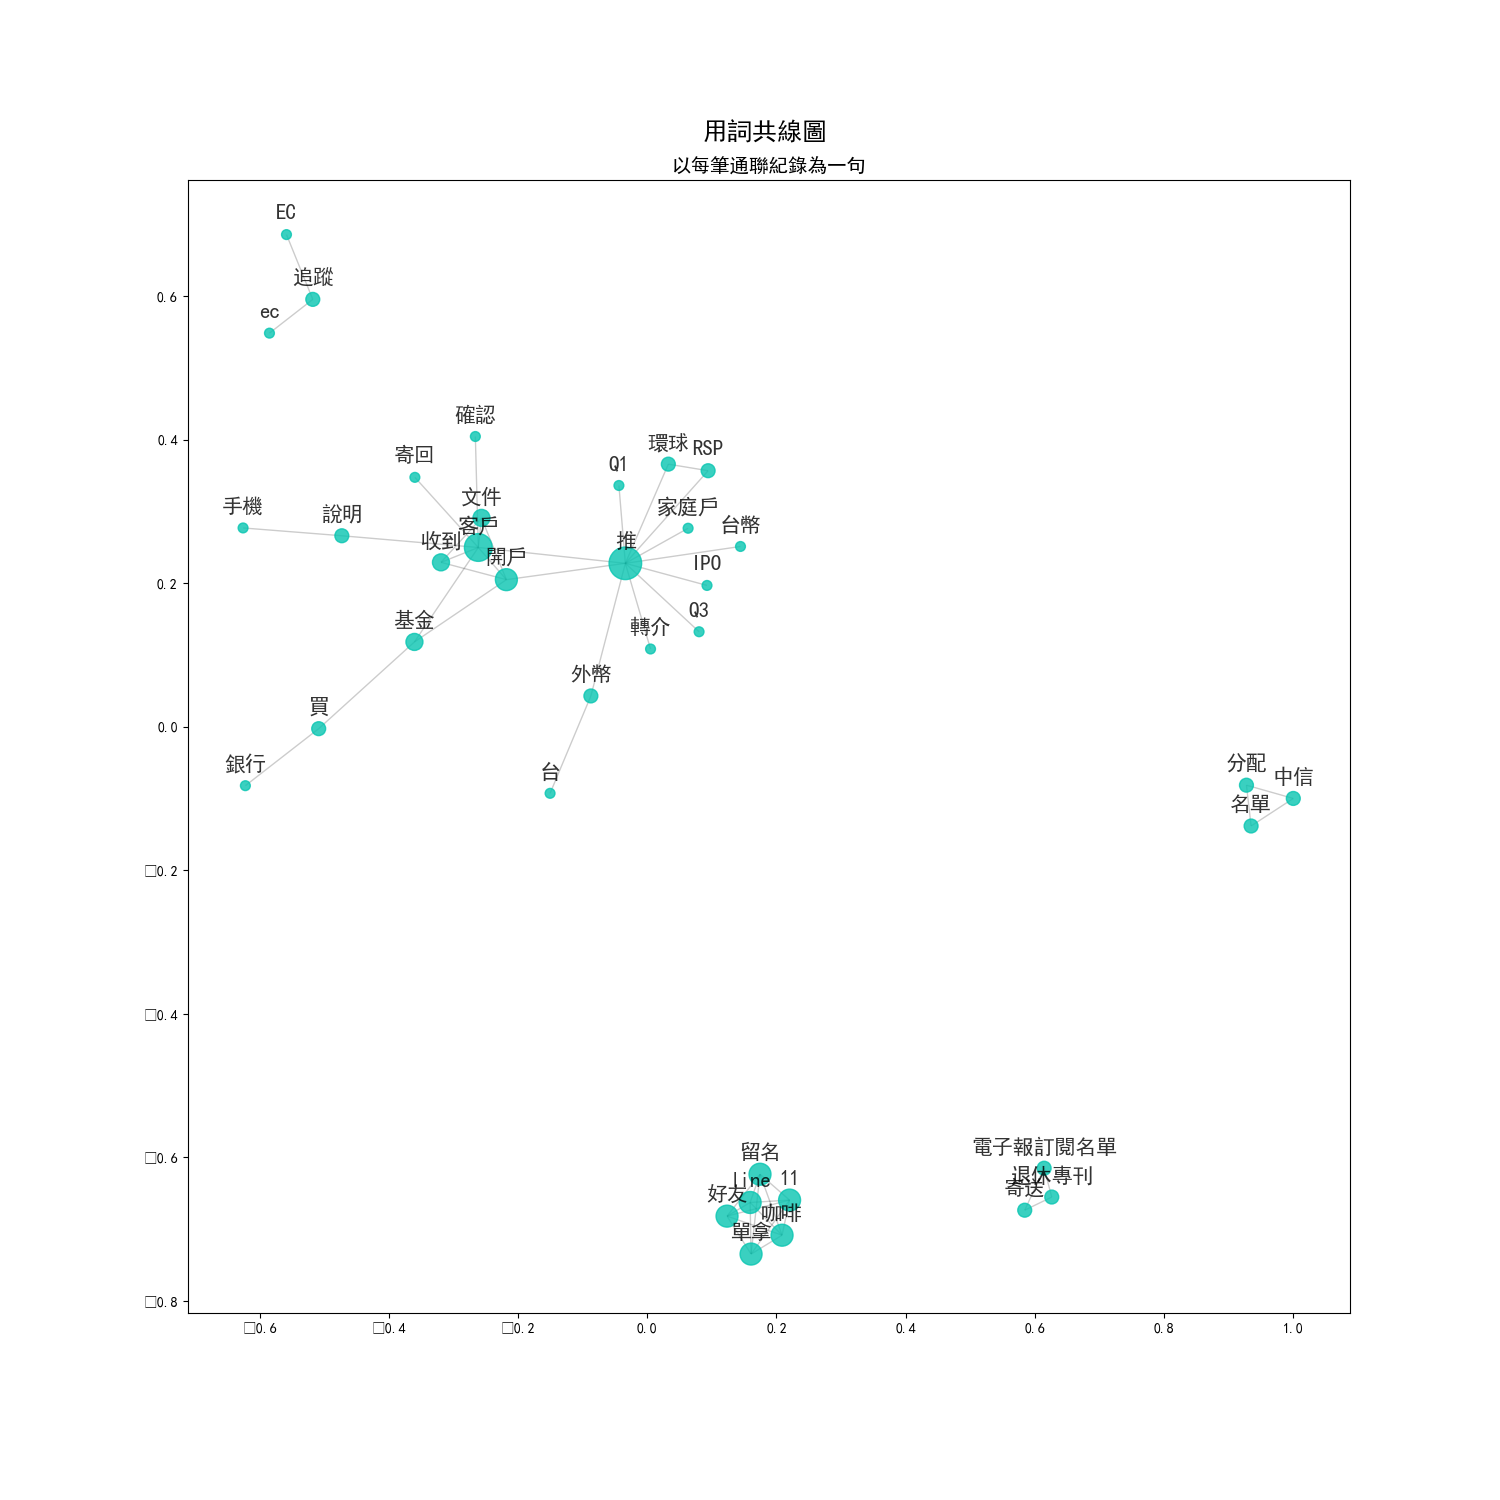 用詞共線圖
以每筆通聯紀錄為一句
EC
追蹤
ec
0.6
確認
0.4
寄回
環球
RSP
Q1
文件
手機
說明
家庭戶
客戶
台幣
收到
推
開戶
IPO
0.2
Q3
基金
轉介
外幣
買
0.0
銀行
台
分配
中信
名單
□0.2
□0.4
電子報訂閱名單
留名
□0.6
line
11
退休專刊
寄送
好友
咖啡
單拿
□0.8
□0.6
□0.4
□0.2
0.0
0.2
0.4
0.6
0.8
1.0